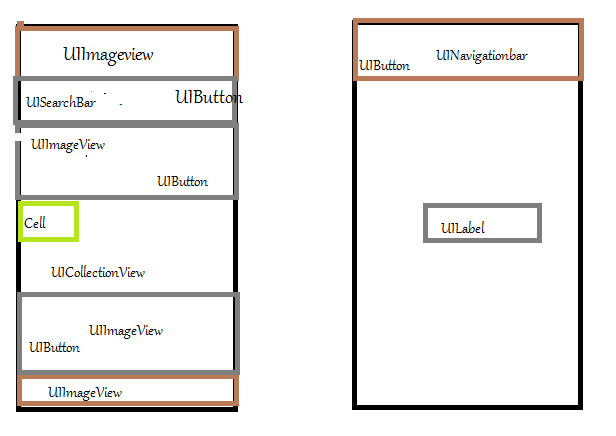 UIImageview
UISearchBar
UIButton
UIImageView
UIButton
Cell
UICollectionView
UIImageView
UIButton
UIImageView
UINavigationbar
UIButton
UILabel